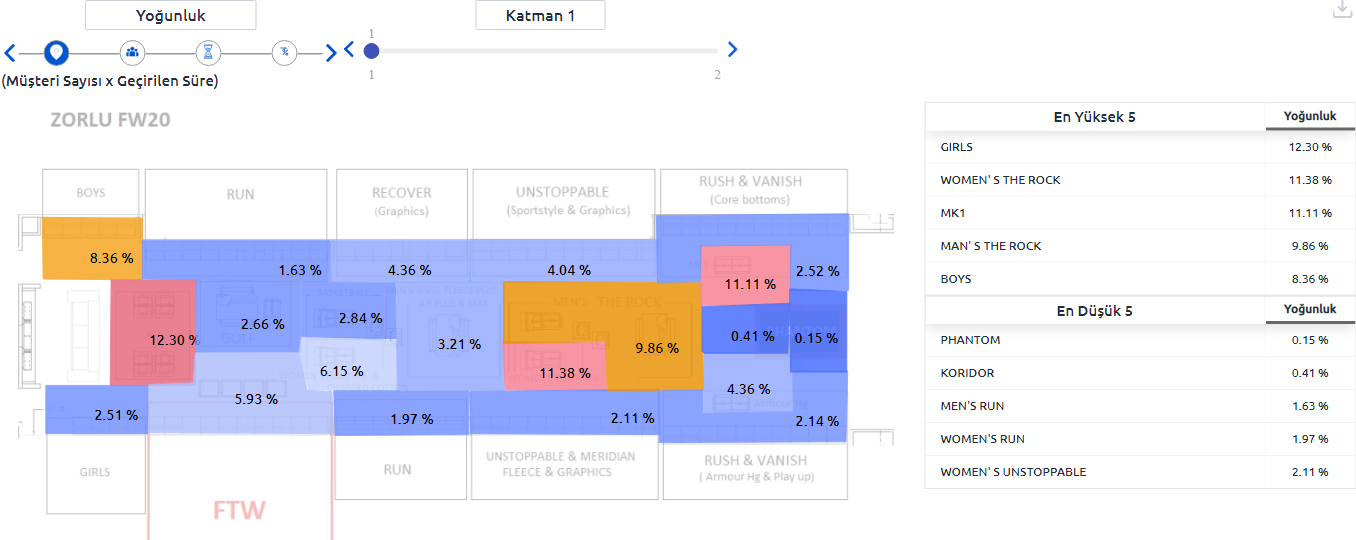 Yoğunluk
Katman 1
1
1
2
(Müşteri Sayısı x Geçirilen Süre)
ZORLU FW20
BOYS
RUN
RECOVER
(Graphics)
UNSTOPPABLE
(Sportstyle & Graphics)
RUSH & VANISH
(Core bottoms)
8.36 %
1.63 %
4.36 %
4.04 %
2.52 %
11.11 %
MEN'S THE ROCK
2.66 %
GOLF
2.84 %
12.30 %
3.21 %
9.86 %
0.41 %
0.15 %
PHANTOM
6.15 %
11.38 %
4.36 %
5.93 %
Armour Hg
2.51 %
1.97 %
2.11 %
2.14 %
GIRLS
FTW
RUN
UNSTOPPABLE & MERIDIAN
FLEECE & GRAPHICS
RUSH & VANISH
( Armour Hg & Play up)
En Yüksek 5 Yoğunluk
GIRLS 12.30 %
WOMEN' S THE ROCK 11.38 %
MK1 11.11 %
MAN' S THE ROCK 9.86 %
BOYS 8.36 %
En Düşük 5 Yoğunluk
PHANTOM 0.15 %
KORIDOR 0.41 %
MEN'S RUN 1.63 %
WOMEN'S RUN 1.97 %
WOMEN' S UNSTOPPABLE 2.11 %